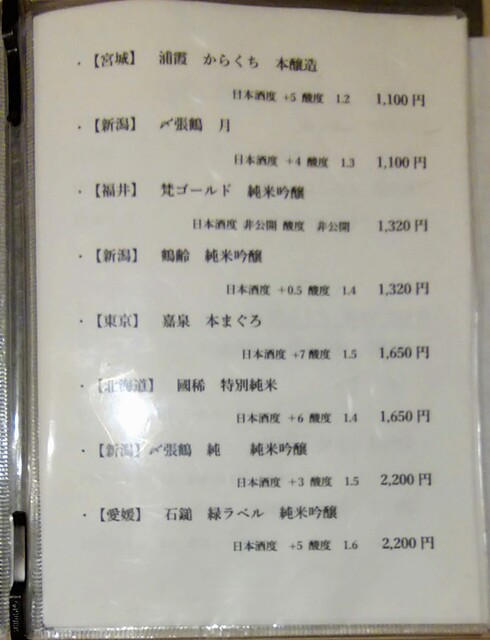 ・【宮城】 浦霞 からくち 本醸造
日本酒度 +5 酸度 1.2 1,100円
・【新潟】 〆張鶴 月
日本酒度 +4 酸度 1.3 1,100円
・【福井】 梵ゴールド 純米吟醸
日本酒度 非公開 酸度 非公開 1,320円
・【新潟】 鶴齢 純米吟醸
日本酒度 +0.5 酸度 1.4 1,320円
・【東京】 嘉泉 本まぐろ
日本酒度 +7 酸度 1.5 1,650円
・【北海道】 國稀 特別純米
日本酒度 +6 酸度 1.4 1,650円
・【新潟】〆張鶴 純 純米吟醸
日本酒度 +3 酸度 1.5 2,200円
・【愛媛】 石鎚 緑ラベル 純米吟醸
日本酒度 +5 酸度 1.6 2,200円